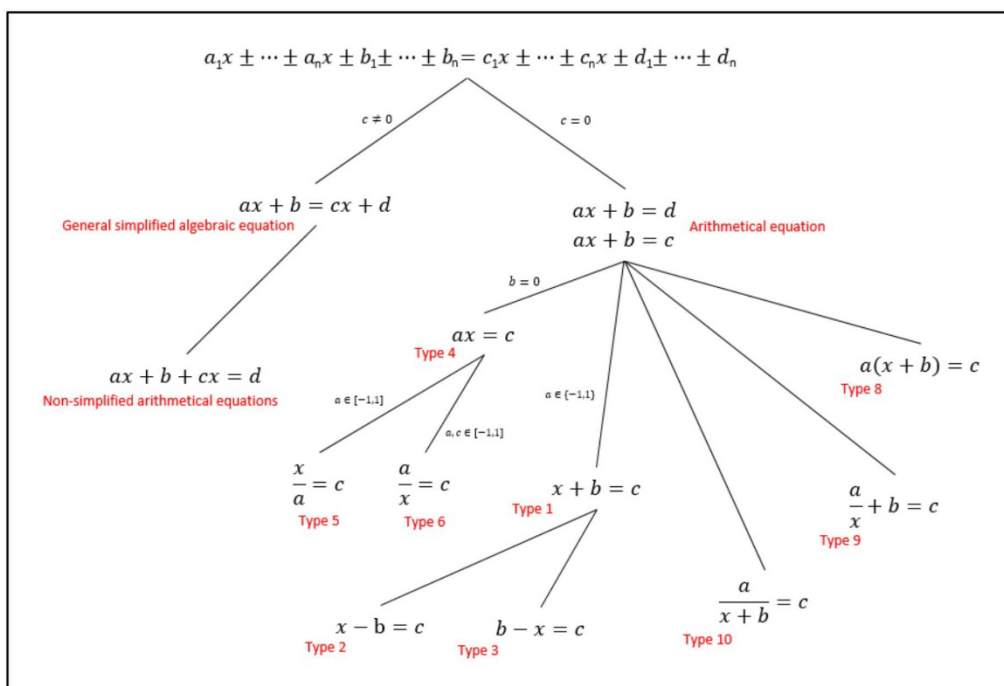 a₁x ± ⋯ ± aₙx ± b₁± ⋯ ± bₙ= c₁x ± ⋯ ± cₙx ± d₁± ⋯ ± dₙ
c ≠ 0
c = 0
ax + b = cx + d
General simplified algebraic equation
ax + b = d
ax + b = c
Arithmetical equation
b = 0
ax = c
Type 4
a(x + b) = c
Type 8
ax + b + cx = d
Non-simplified arithmetical equations
a ∈ [−1,1]
a, c ∈ [−1,1]
a ∈ {−1,1}
x/a = c
Type 5
a/x = c
Type 6
x + b = c
Type 1
a/x + b = c
Type 9
x − b = c
Type 2
b − x = c
Type 3
a/(x + b) = c
Type 10